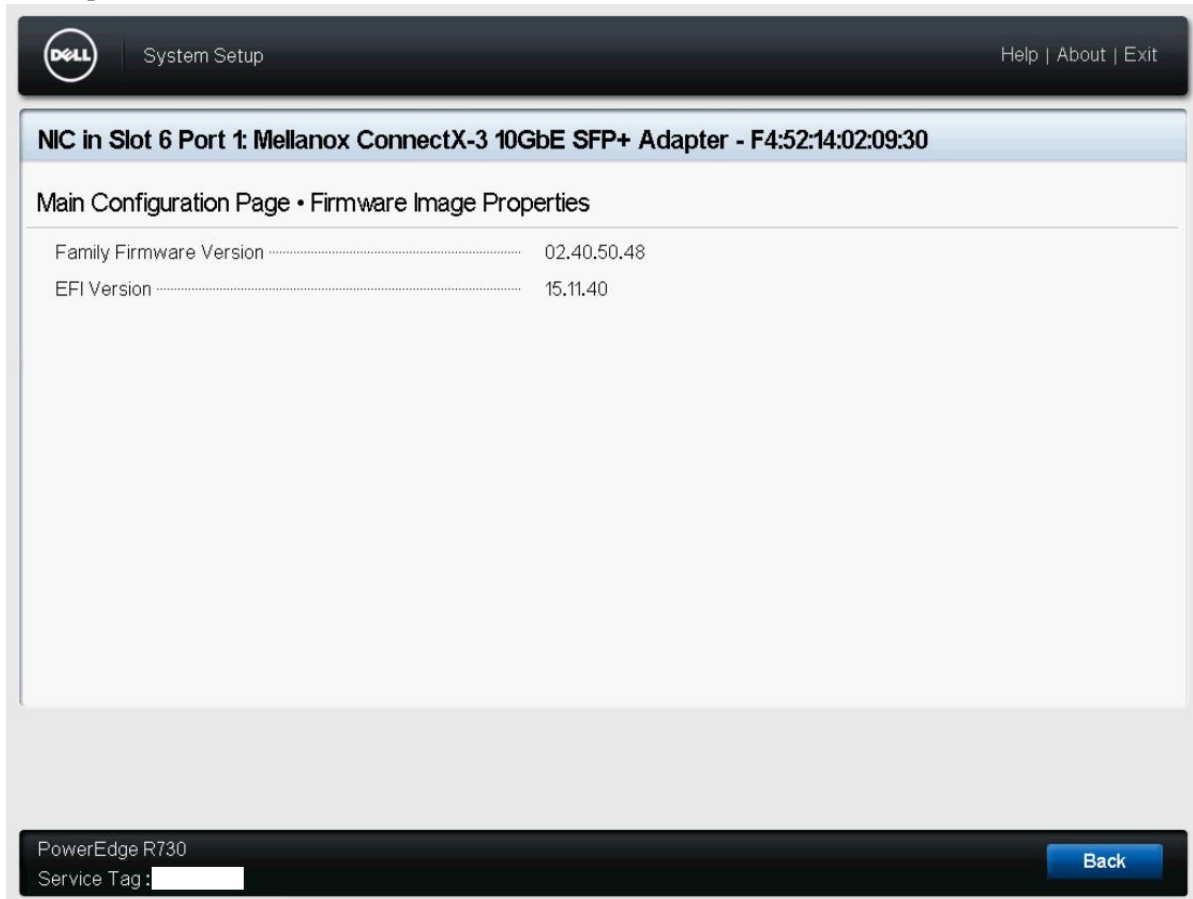 DELL
System Setup
Help | About | Exit
NIC in Slot 6 Port 1: Mellanox ConnectX-3 10GbE SFP+ Adapter - F4:52:14:02:09:30
Main Configuration Page • Firmware Image Properties
Family Firmware Version 02.40.50.48
EFI Version 15.11.40
PowerEdge R730
Service Tag :
Back